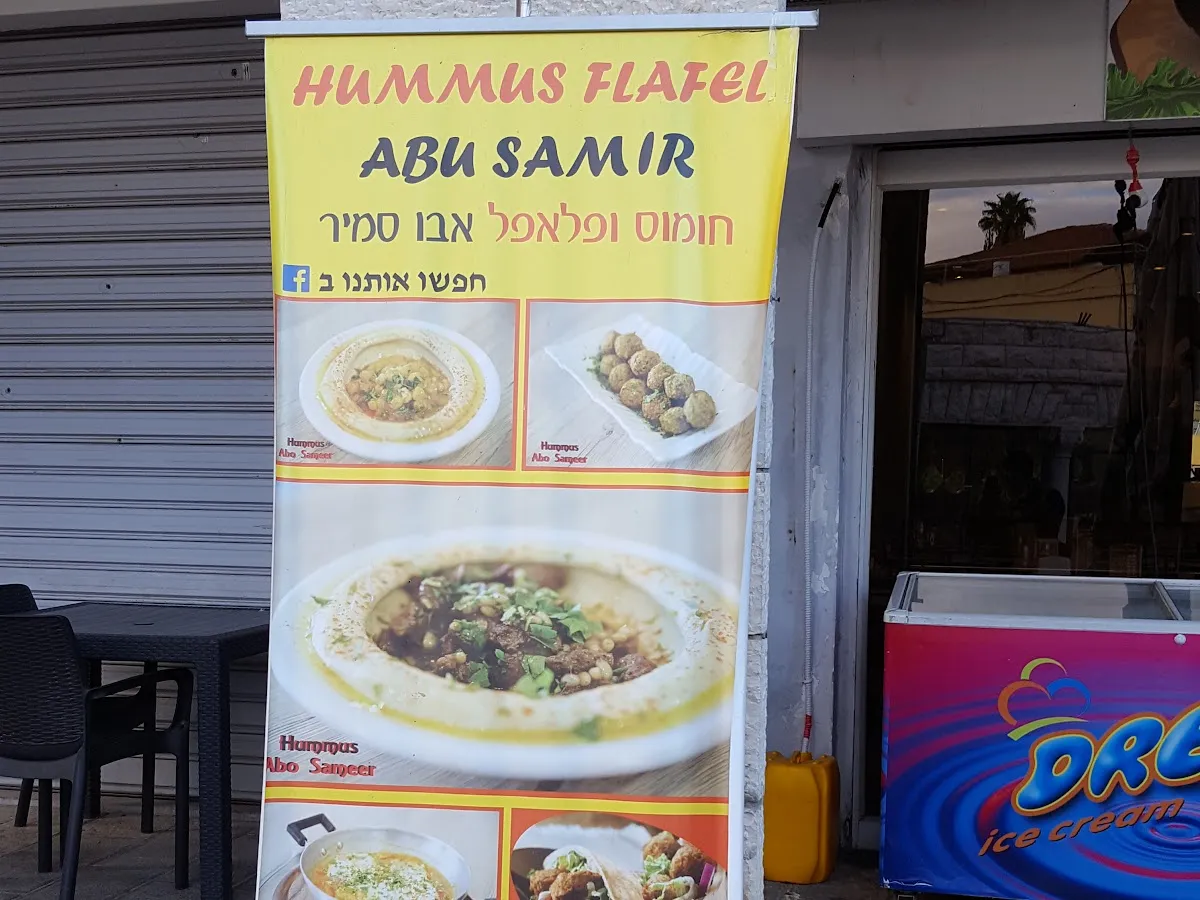 HUMMUS FLAFEL
ABU SAMIR
חומוס ופלאפל אבו סמיר
חפשו אותנו ב f
Hummus
Abo Sameer
Hummus
Abo Sameer
Hummus
Abo Sameer
DRE
ice cream